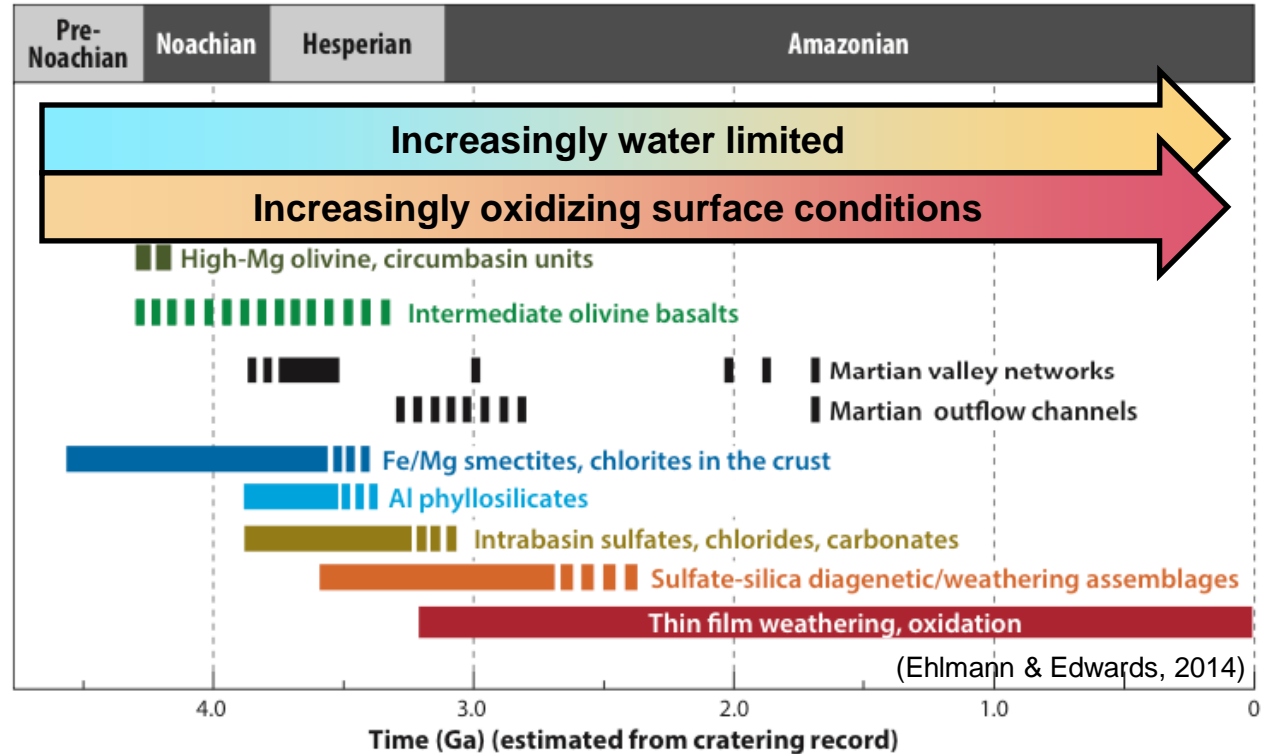 Pre-
Noachian
Noachian
Hesperian
Amazonian
Increasingly water limited
Increasingly oxidizing surface conditions
High-Mg olivine, circumbasin units
Intermediate olivine basalts
Martian valley networks
Martian outflow channels
Fe/Mg smectites, chlorites in the crust
Al phyllosilicates
Intrabasin sulfates, chlorides, carbonates
Sulfate-silica diagenetic/weathering assemblages
Thin film weathering, oxidation
(Ehlmann & Edwards, 2014)
4.0 3.0 2.0 1.0 0
Time (Ga) (estimated from cratering record)